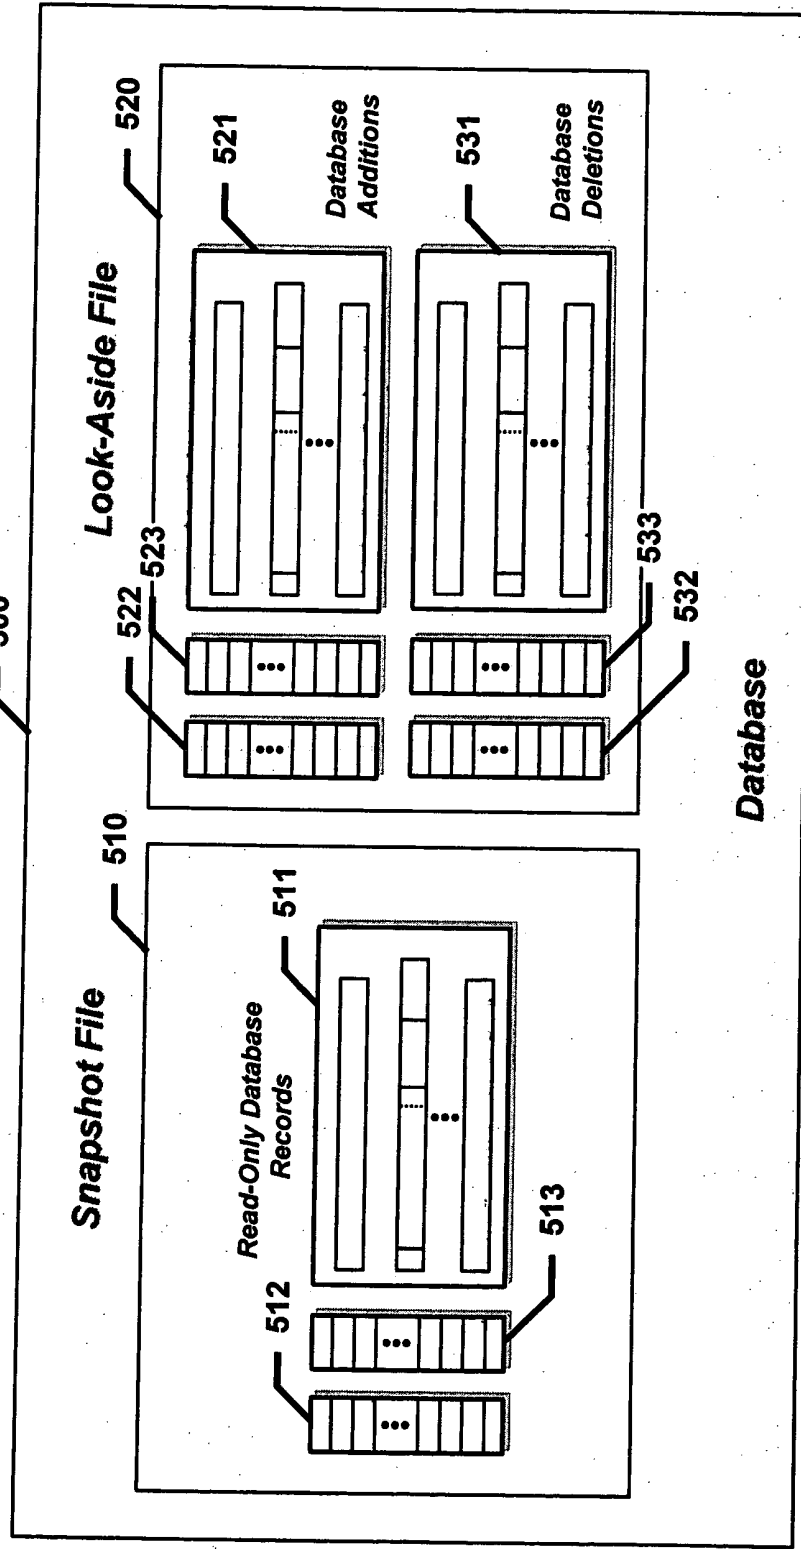 Snapshot File
510
Read-Only Database
Records
511
512
513
Look-Aside File
520
522
523
521
Database
Additions
531
Database
Deletions
533
532
Database